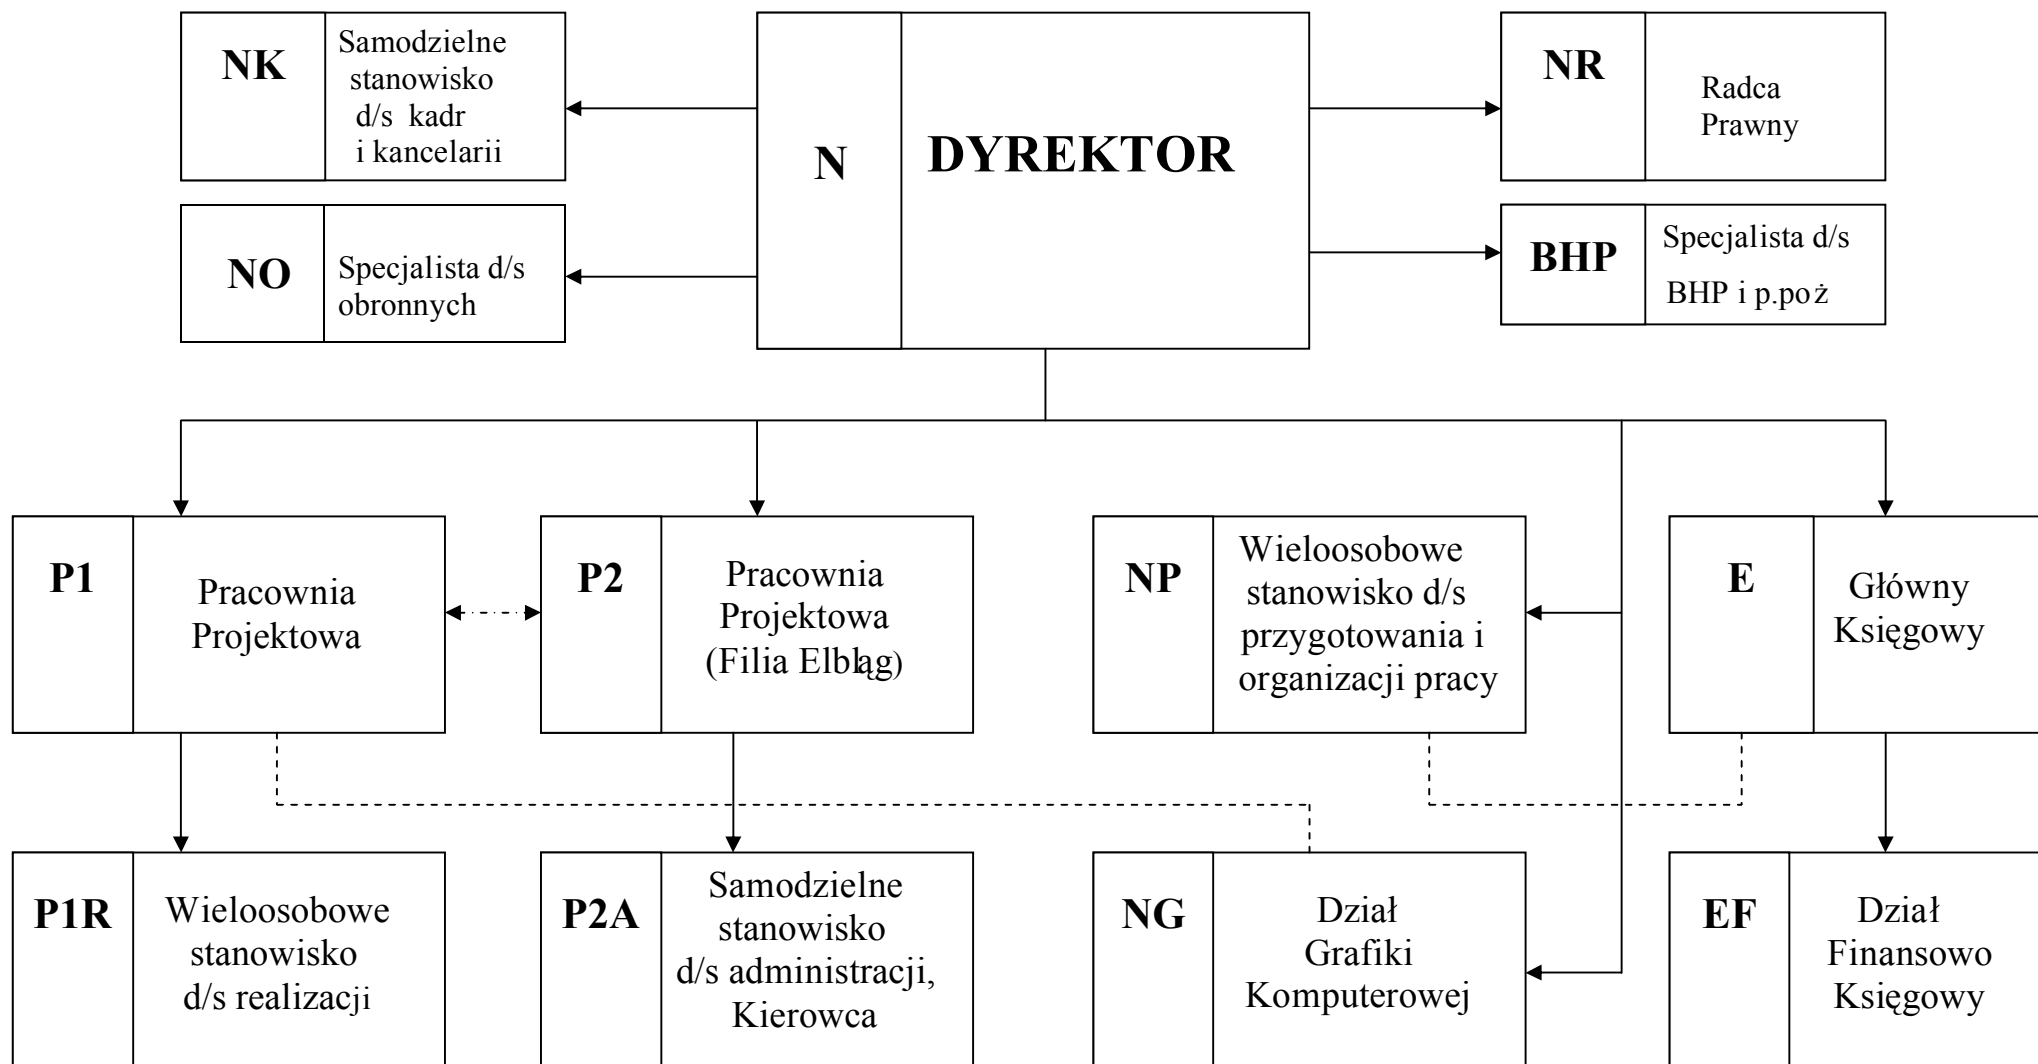 NK
Samodzielne
stanowisko
d/s kadr
i kancelarii
N
DYREKTOR
NR
Radca
Prawny
NO
Specjalista d/s
obronnych
BHP
Specjalista d/s
BHP i p.poż
P1
Pracownia
Projektowa
P2
Pracownia
Projektowa
(Filia Elbląg)
NP
Wieloosobowe
stanowisko d/s
przygotowania i
organizacji pracy
E
Główny
Księgowy
P1R
Wieloosobowe
stanowisko
d/s realizacji
P2A
Samodzielne
stanowisko
d/s administracji,
Kierowca
NG
Dział
Grafiki
Komputerowej
EF
Dział
Finansowo
Księgowy